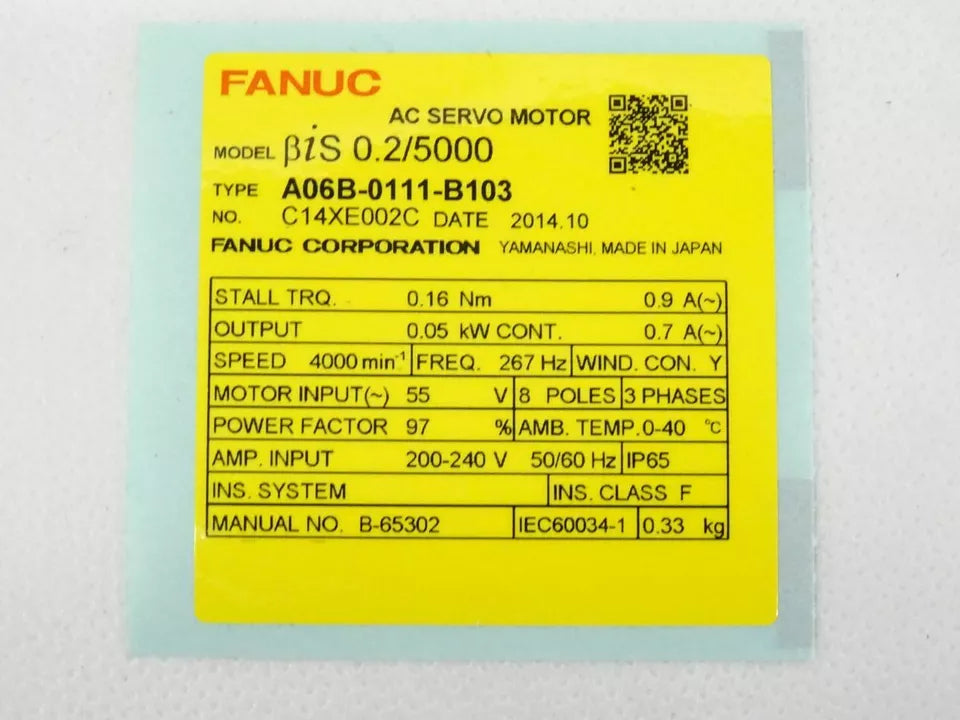 FANUC
AC SERVO MOTOR
MODEL βiS 0.2/5000
TYPE A06B-0111-B103
NO. C14XE002C DATE 2014.10
FANUC CORPORATION YAMANASHI, MADE IN JAPAN
STALL TRQ. 0.16 Nm 0.9 A(~)
OUTPUT 0.05 kW CONT. 0.7 A(~)
SPEED 4000 min⁻¹ FREQ. 267 Hz WIND. CON. Y
MOTOR INPUT(~) 55 V 8 POLES 3 PHASES
POWER FACTOR 97 % AMB. TEMP. 0-40 °C
AMP. INPUT 200-240 V 50/60 Hz IP65
INS. SYSTEM INS. CLASS F
MANUAL NO. B-65302 IEC60034-1 0.33 kg